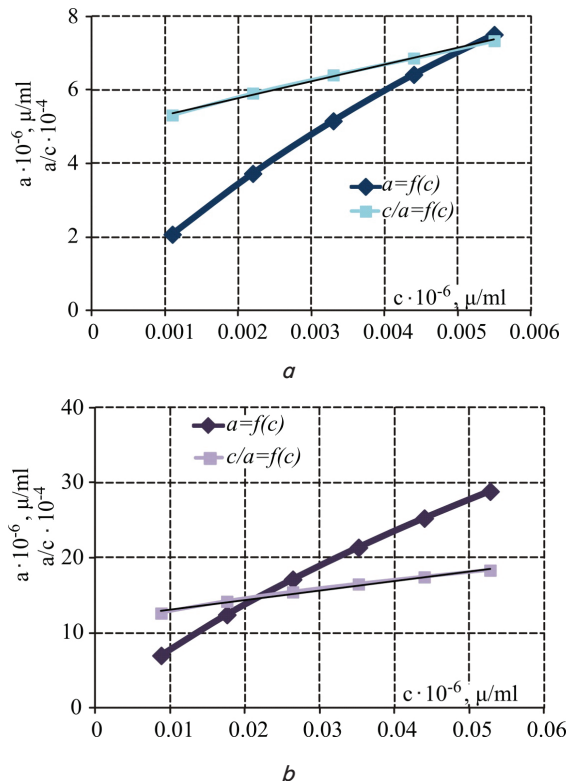 8
6
4
2
0
a · 10⁻⁶, μ/ml
a/c · 10⁻⁴
a=f(c)
c/a=f(c)
c · 10⁻⁶, μ/ml
0 0.001 0.002 0.003 0.004 0.005 0.006
a
40
30
20
10
0
a · 10⁻⁶, μ/ml
a/c · 10⁻⁴
a=f(c)
c/a=f(c)
c · 10⁻⁶, μ/ml
0 0.01 0.02 0.03 0.04 0.05 0.06
b